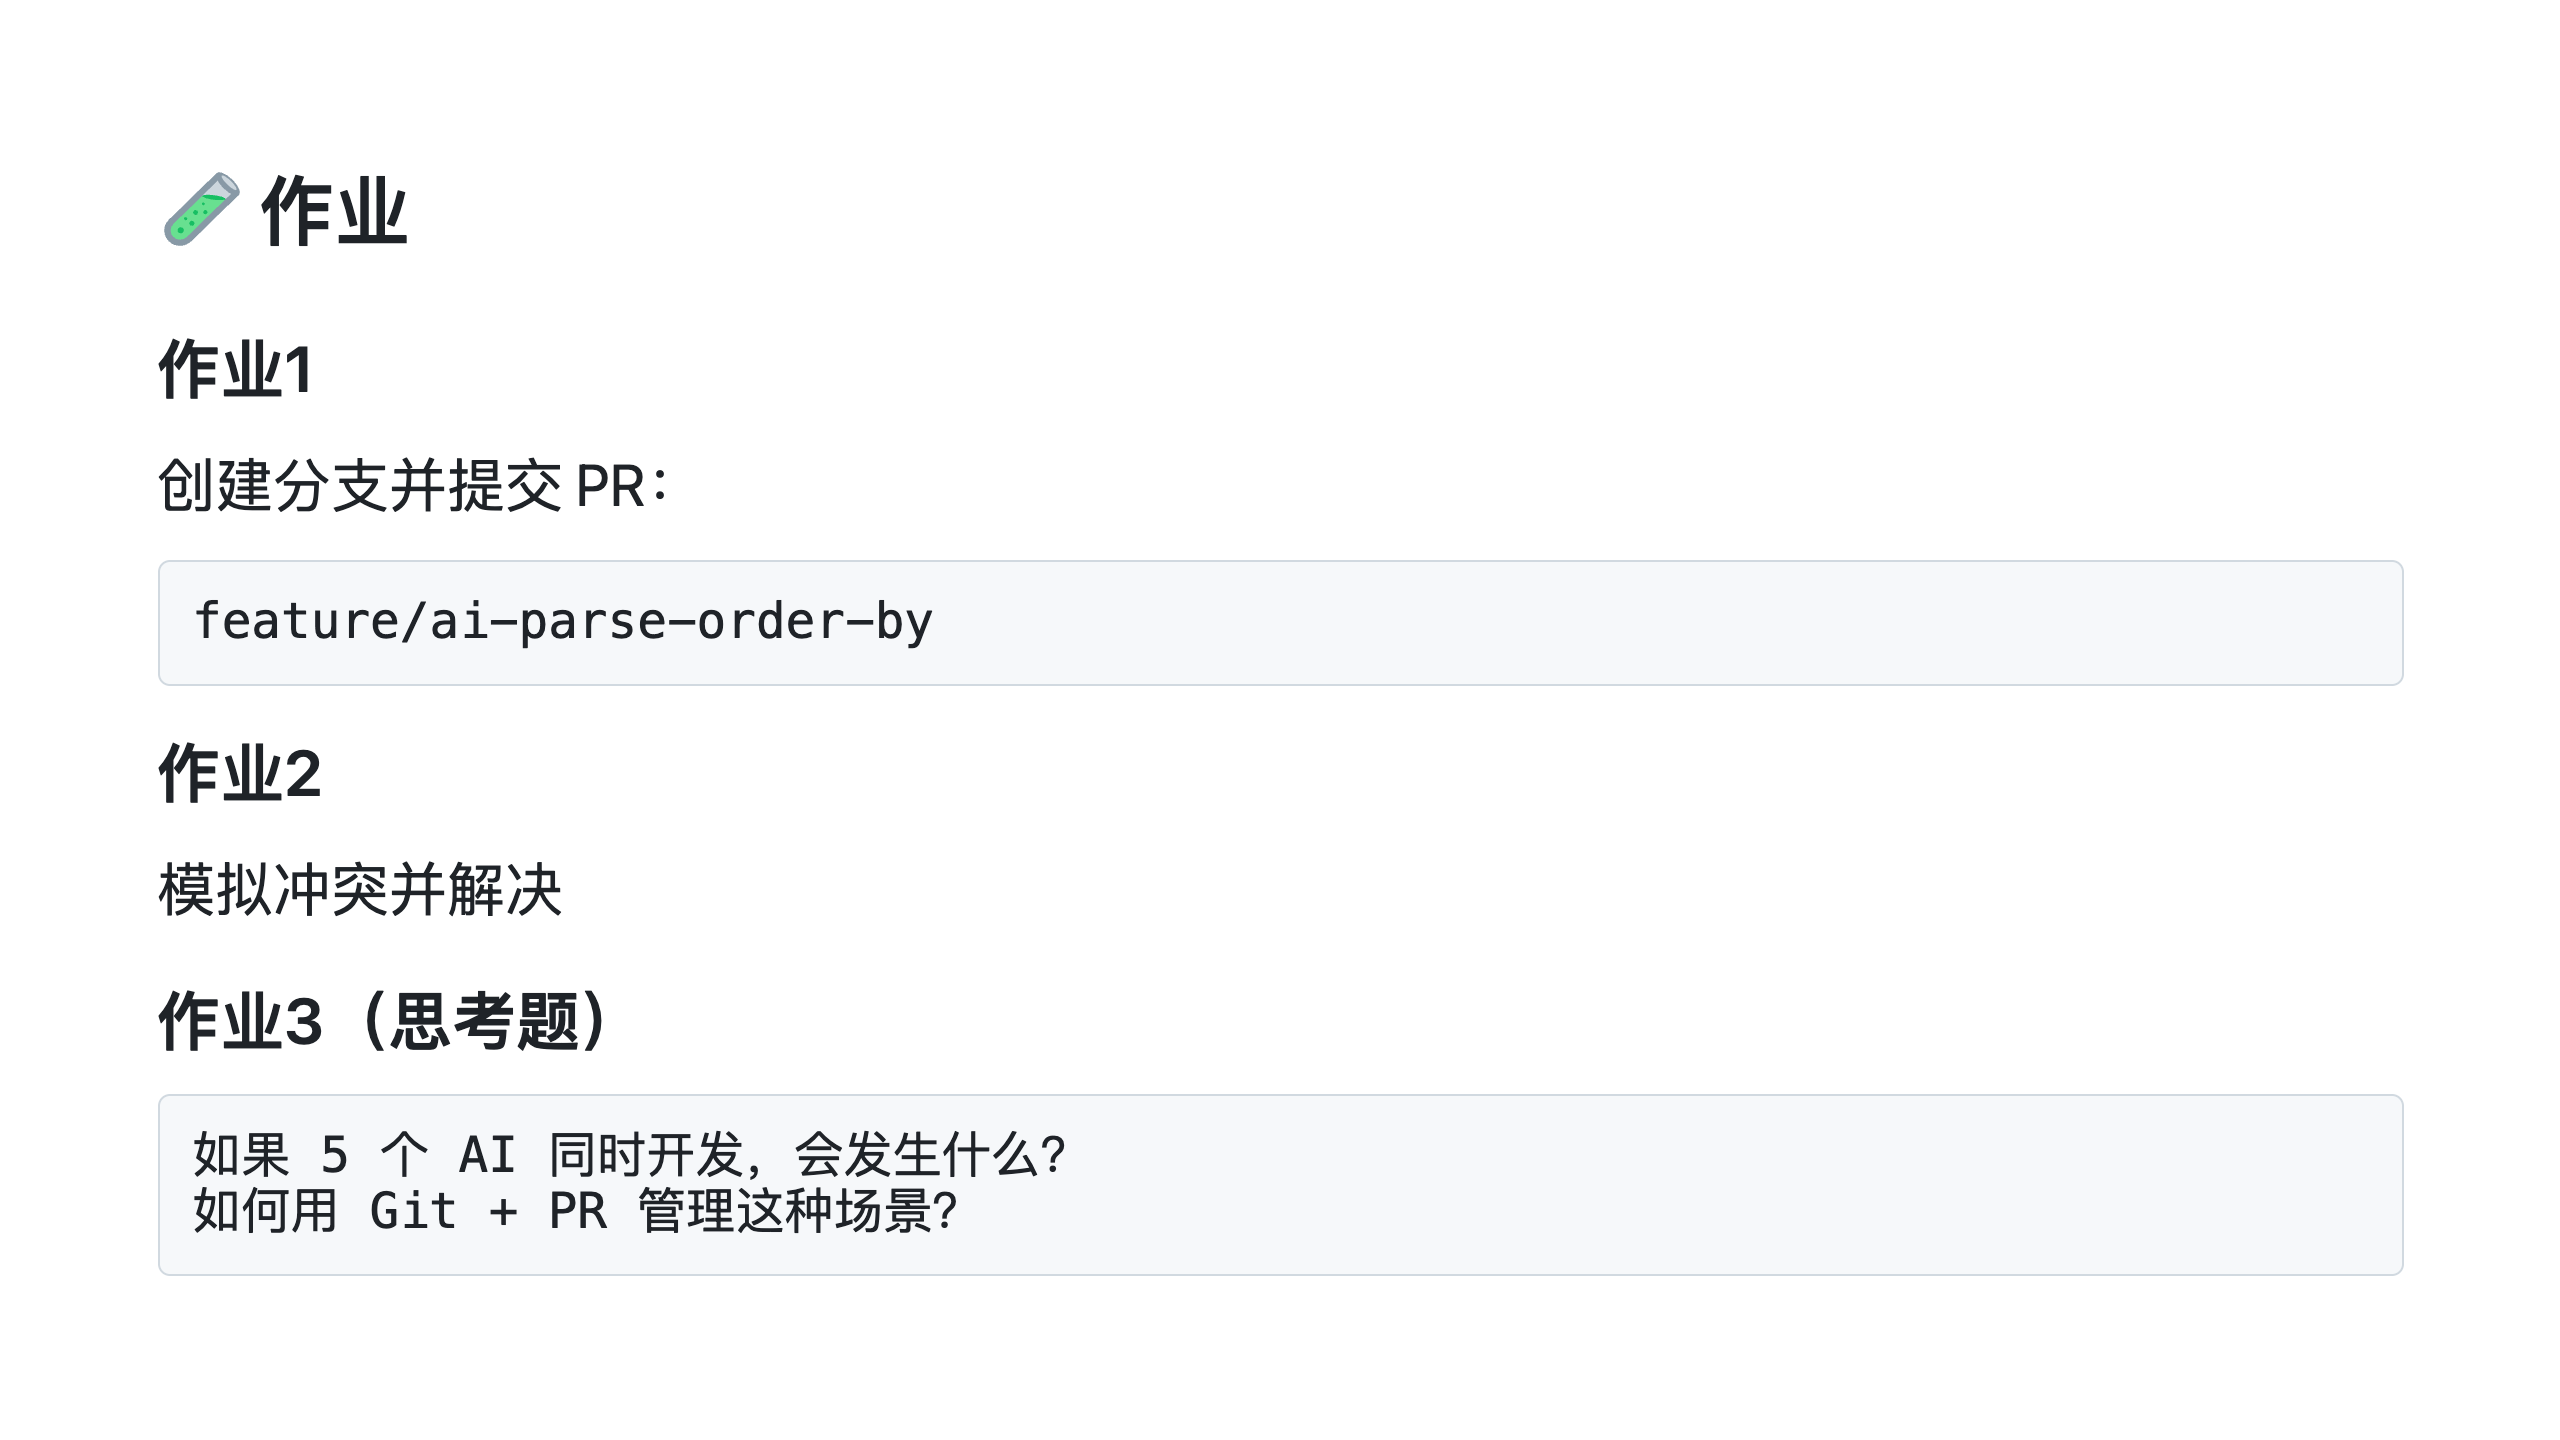 🧪 作业
作业1
创建分支并提交 PR：
feature/ai-parse-order-by
作业2
模拟冲突并解决
作业3（思考题）
如果 5 个 AI 同时开发，会发生什么？
如何用 Git + PR 管理这种场景？